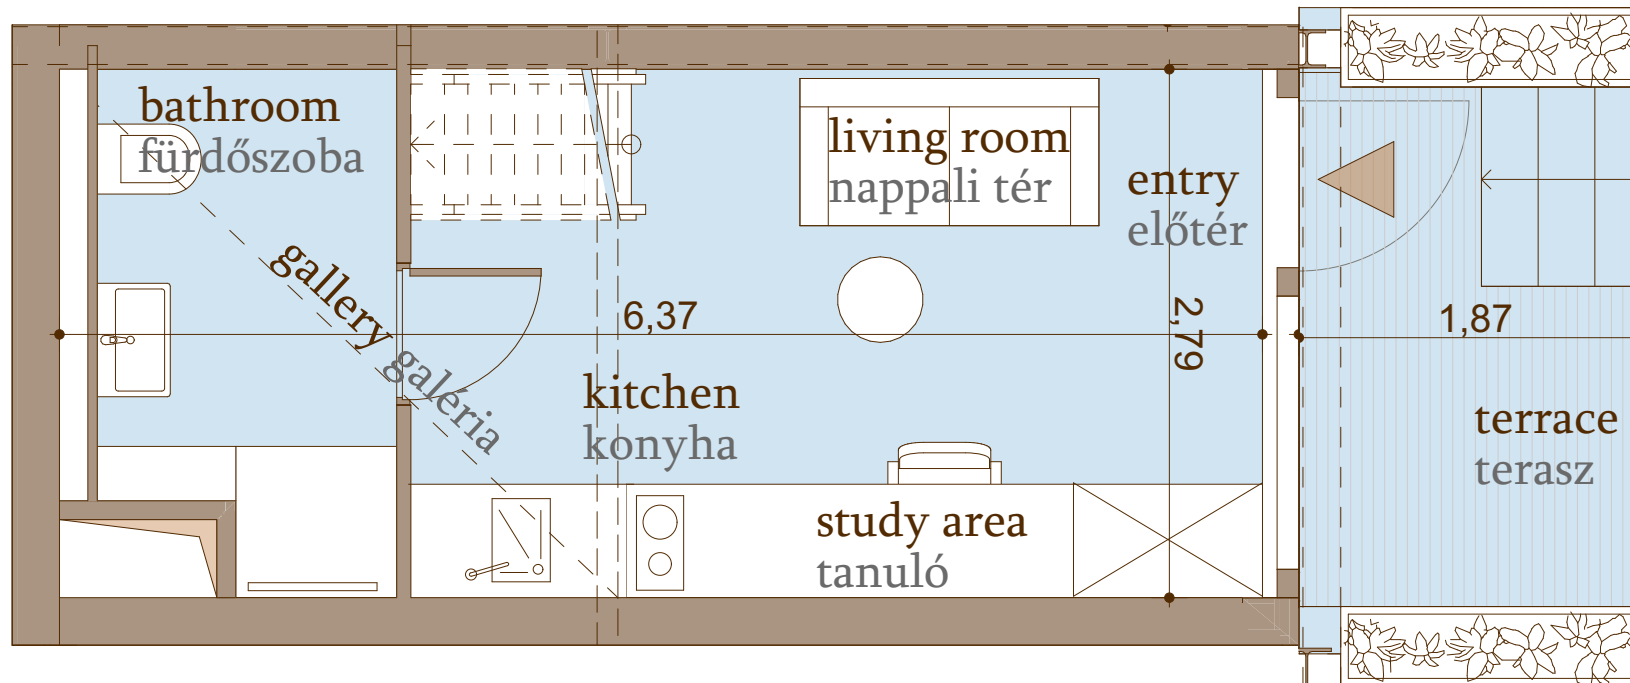 bathroom
fürdőszoba
gallery galéria
living room
nappali tér
entry
előtér
6,37
2,79
1,87
kitchen
konyha
study area
tanuló
terrace
terasz